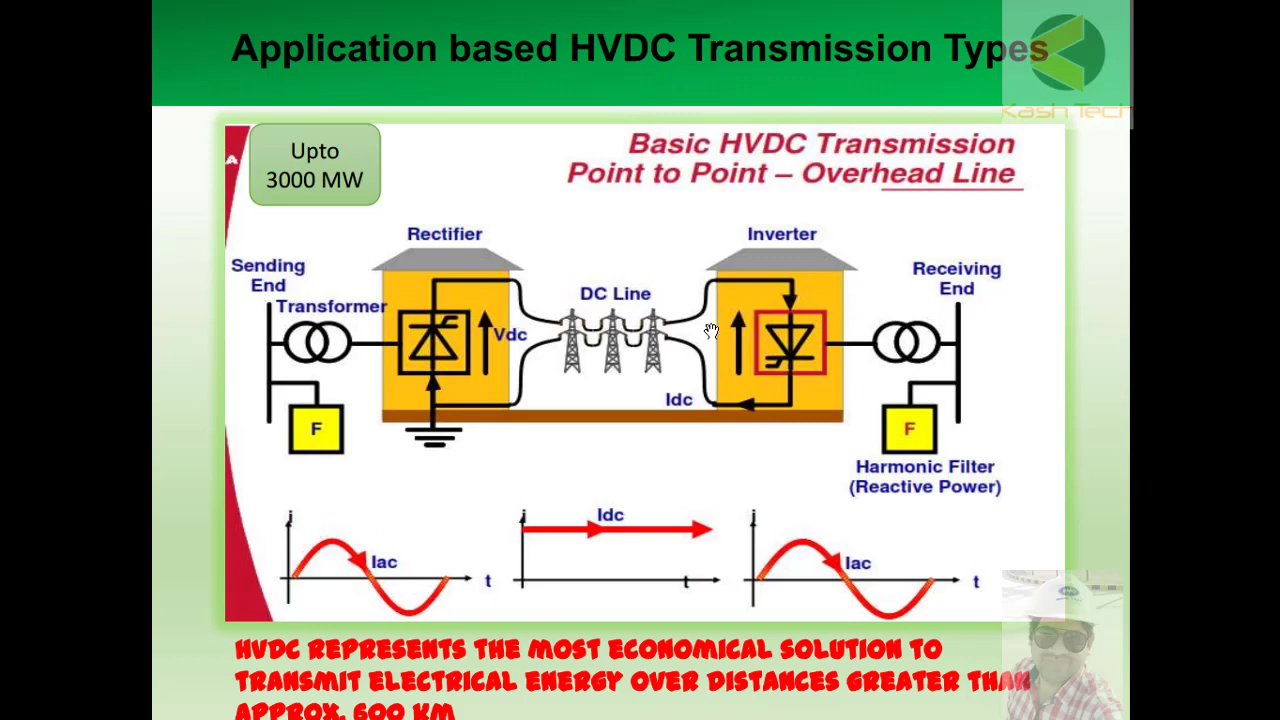 Application based HVDC Transmission Types
Kash Tech
Upto
3000 MW
A
Basic HVDC Transmission
Point to Point – Overhead Line
Rectifier
Inverter
Sending
End
Transformer
DC Line
Receiving
End
Vdc
Idc
F
F
Harmonic Filter
(Reactive Power)
i
Iac
t
i
Idc
t
i
Iac
t
HVDC REPRESENTS THE MOST ECONOMICAL SOLUTION TO
TRANSMIT ELECTRICAL ENERGY OVER DISTANCES GREATER THAN
APPROX. 600 KM